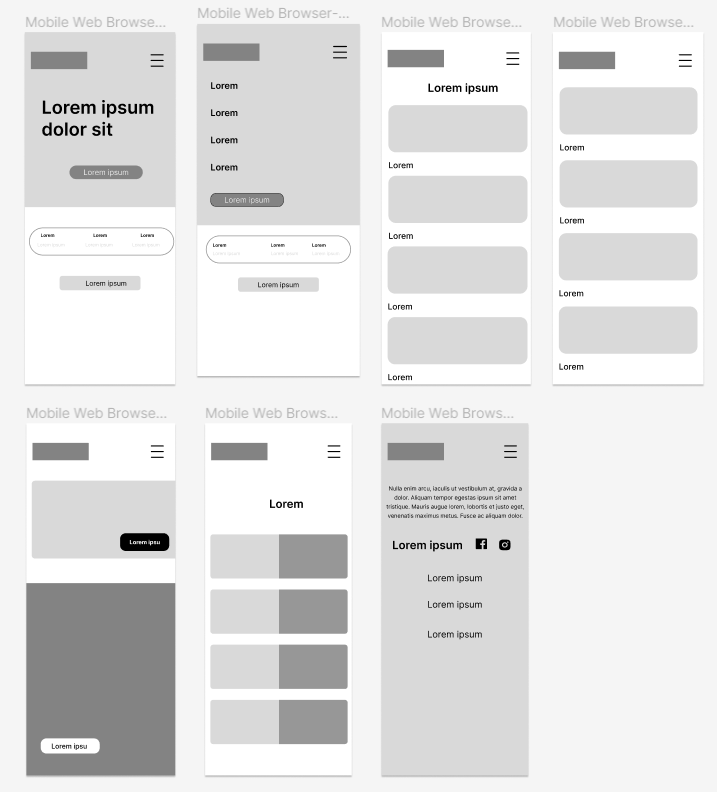 Mobile Web Browse...
Lorem ipsum
dolor sit
Lorem ipsum
Lorem Lorem Lorem
Lorem ipsum Lorem ipsum Lorem ipsum
Lorem ipsum
Mobile Web Browser-...
Lorem
Lorem
Lorem
Lorem
Lorem ipsum
Lorem Lorem Lorem
Lorem ipsum Lorem ipsum Lorem ipsum
Lorem ipsum
Mobile Web Browse...
Lorem ipsum
Lorem
Lorem
Lorem
Lorem
Mobile Web Browse...
Lorem
Lorem
Lorem
Lorem
Mobile Web Browse...
Lorem ipsu
Lorem ipsu
Mobile Web Brows...
Lorem
Mobile Web Brows...
Nulla enim arcu, iaculis ut vestibulum at, gravida a
dolor. Aliquam tempor egestas ipsum sit amet
tristique. Mauris augue lorem, lobortis et justo eget,
venenatis maximus metus. Fusce ac aliquam dolor.
Lorem ipsum
Lorem ipsum
Lorem ipsum
Lorem ipsum